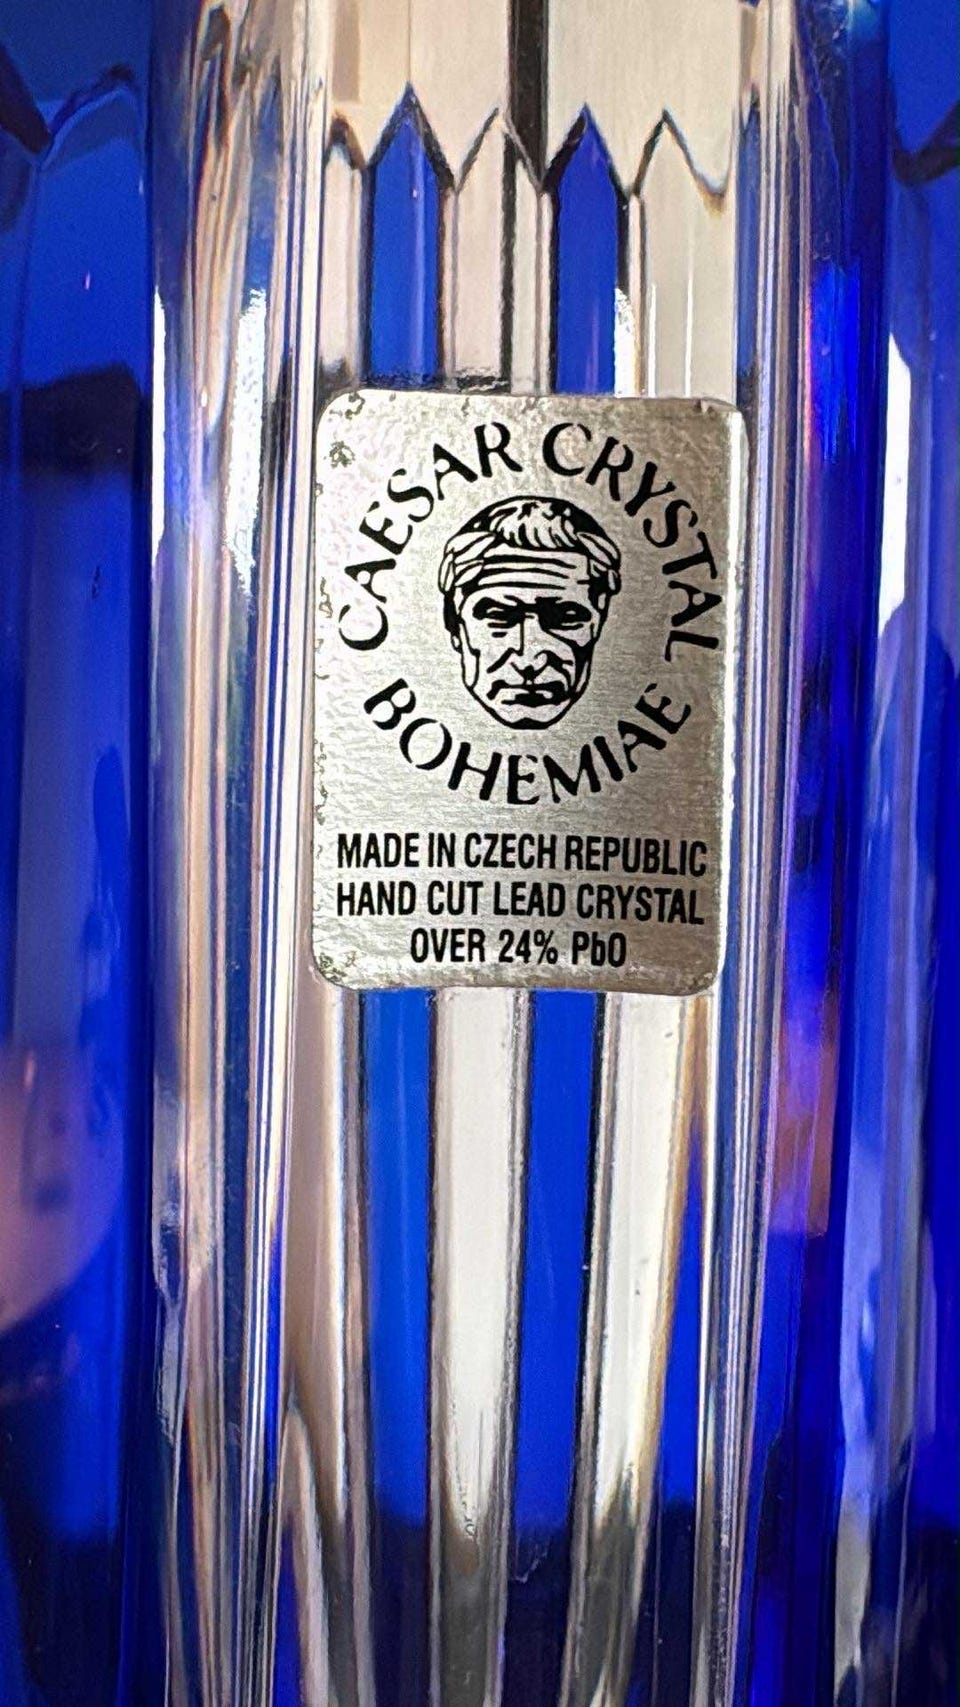 CAESAR CRYSTAL
BOHEMIAE
MADE IN CZECH REPUBLIC
HAND CUT LEAD CRYSTAL
OVER 24% PbO